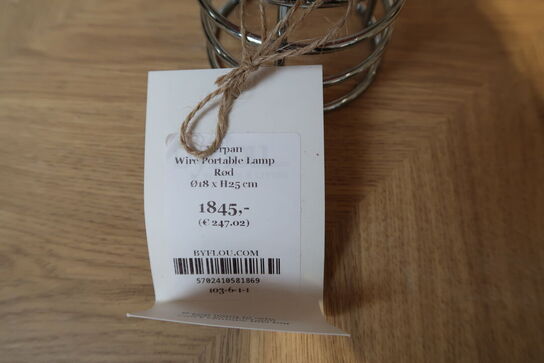 Wire Portable Lamp
Rød
Ø18 x H25 cm
1845,-
(€ 247.02)
BYFLOU.COM
5702410581869
103-6-1-1